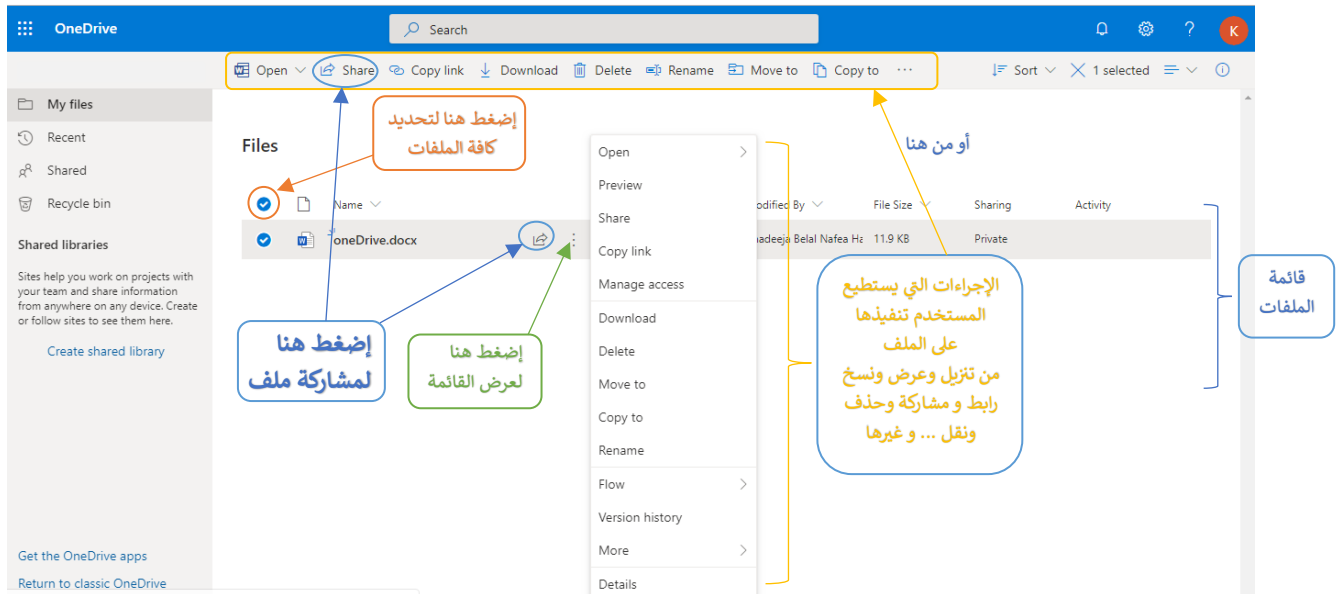 OneDrive
Search
K
Open
Share
Copy link
Download
Delete
Rename
Move to
Copy to
Sort
1 selected
My files
Recent
Shared
Recycle bin
Shared libraries
Sites help you work on projects with
your team and share information
from anywhere on any device. Create
or follow sites to see them here.
Create shared library
Get the OneDrive apps
Return to classic OneDrive
Files
إضغط هنا لتحديد
كافة الملفات
أو من هنا
Name
By
File Size
Sharing
Activity
oneDrive.docx
Belal Nafea
11.9 KB
Private
Open
Preview
Share
Copy link
Manage access
Download
Delete
Move to
Copy to
Rename
Flow
Version history
More
Details
إضغط هنا
لمشاركة ملف
إضغط هنا
لعرض القائمة
الإجراءات التي يستطيع
المستخدم تنفيذها
على الملف
من تنزيل وعرض ونسخ
رابط و مشاركة وحذف
ونقل ... و غيرها
قائمة
الملفات